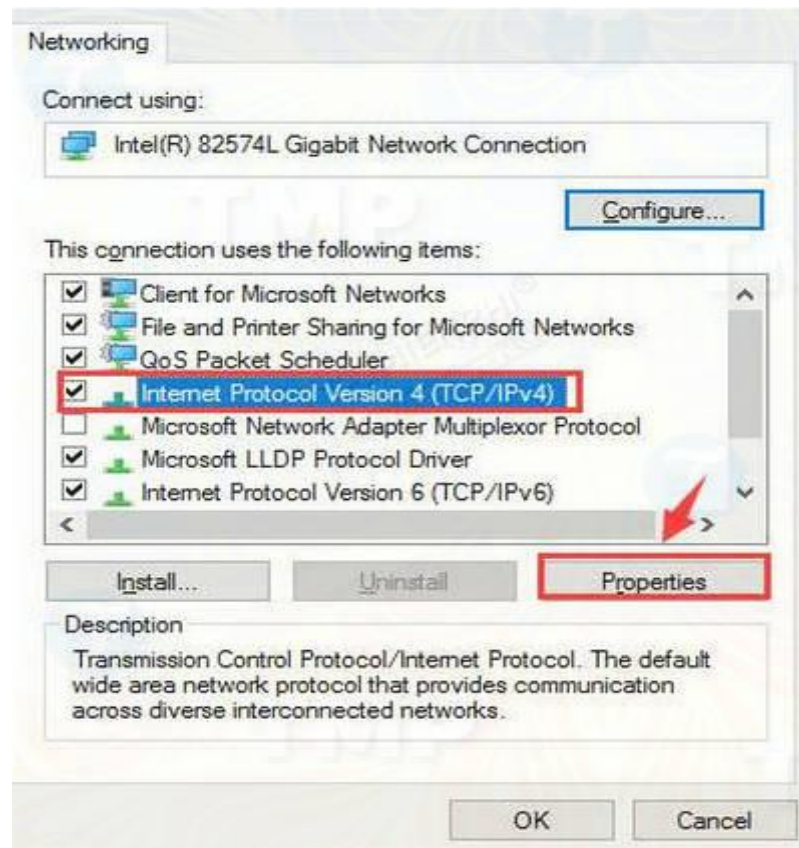 Networking
Connect using:
Intel(R) 82574L Gigabit Network Connection
Configure...
This connection uses the following items:
Client for Microsoft Networks
File and Printer Sharing for Microsoft Networks
QoS Packet Scheduler
Internet Protocol Version 4 (TCP/IPv4)
Microsoft Network Adapter Multiplexor Protocol
Microsoft LLDP Protocol Driver
Internet Protocol Version 6 (TCP/IPv6)
Install...
Uninstall
Properties
Description
Transmission Control Protocol/Internet Protocol. The default
wide area network protocol that provides communication
across diverse interconnected networks.
OK
Cancel